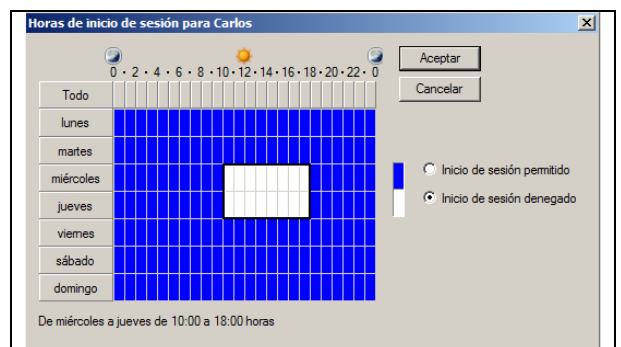 Horas de inicio de sesión para Carlos
0 · 2 · 4 · 6 · 8 · 10 · 12 · 14 · 16 · 18 · 20 · 22 · 0
Aceptar
Cancelar
Todo
lunes
martes
miércoles
jueves
viernes
sábado
domingo
Inicio de sesión permitido
Inicio de sesión denegado
De miércoles a jueves de 10:00 a 18:00 horas